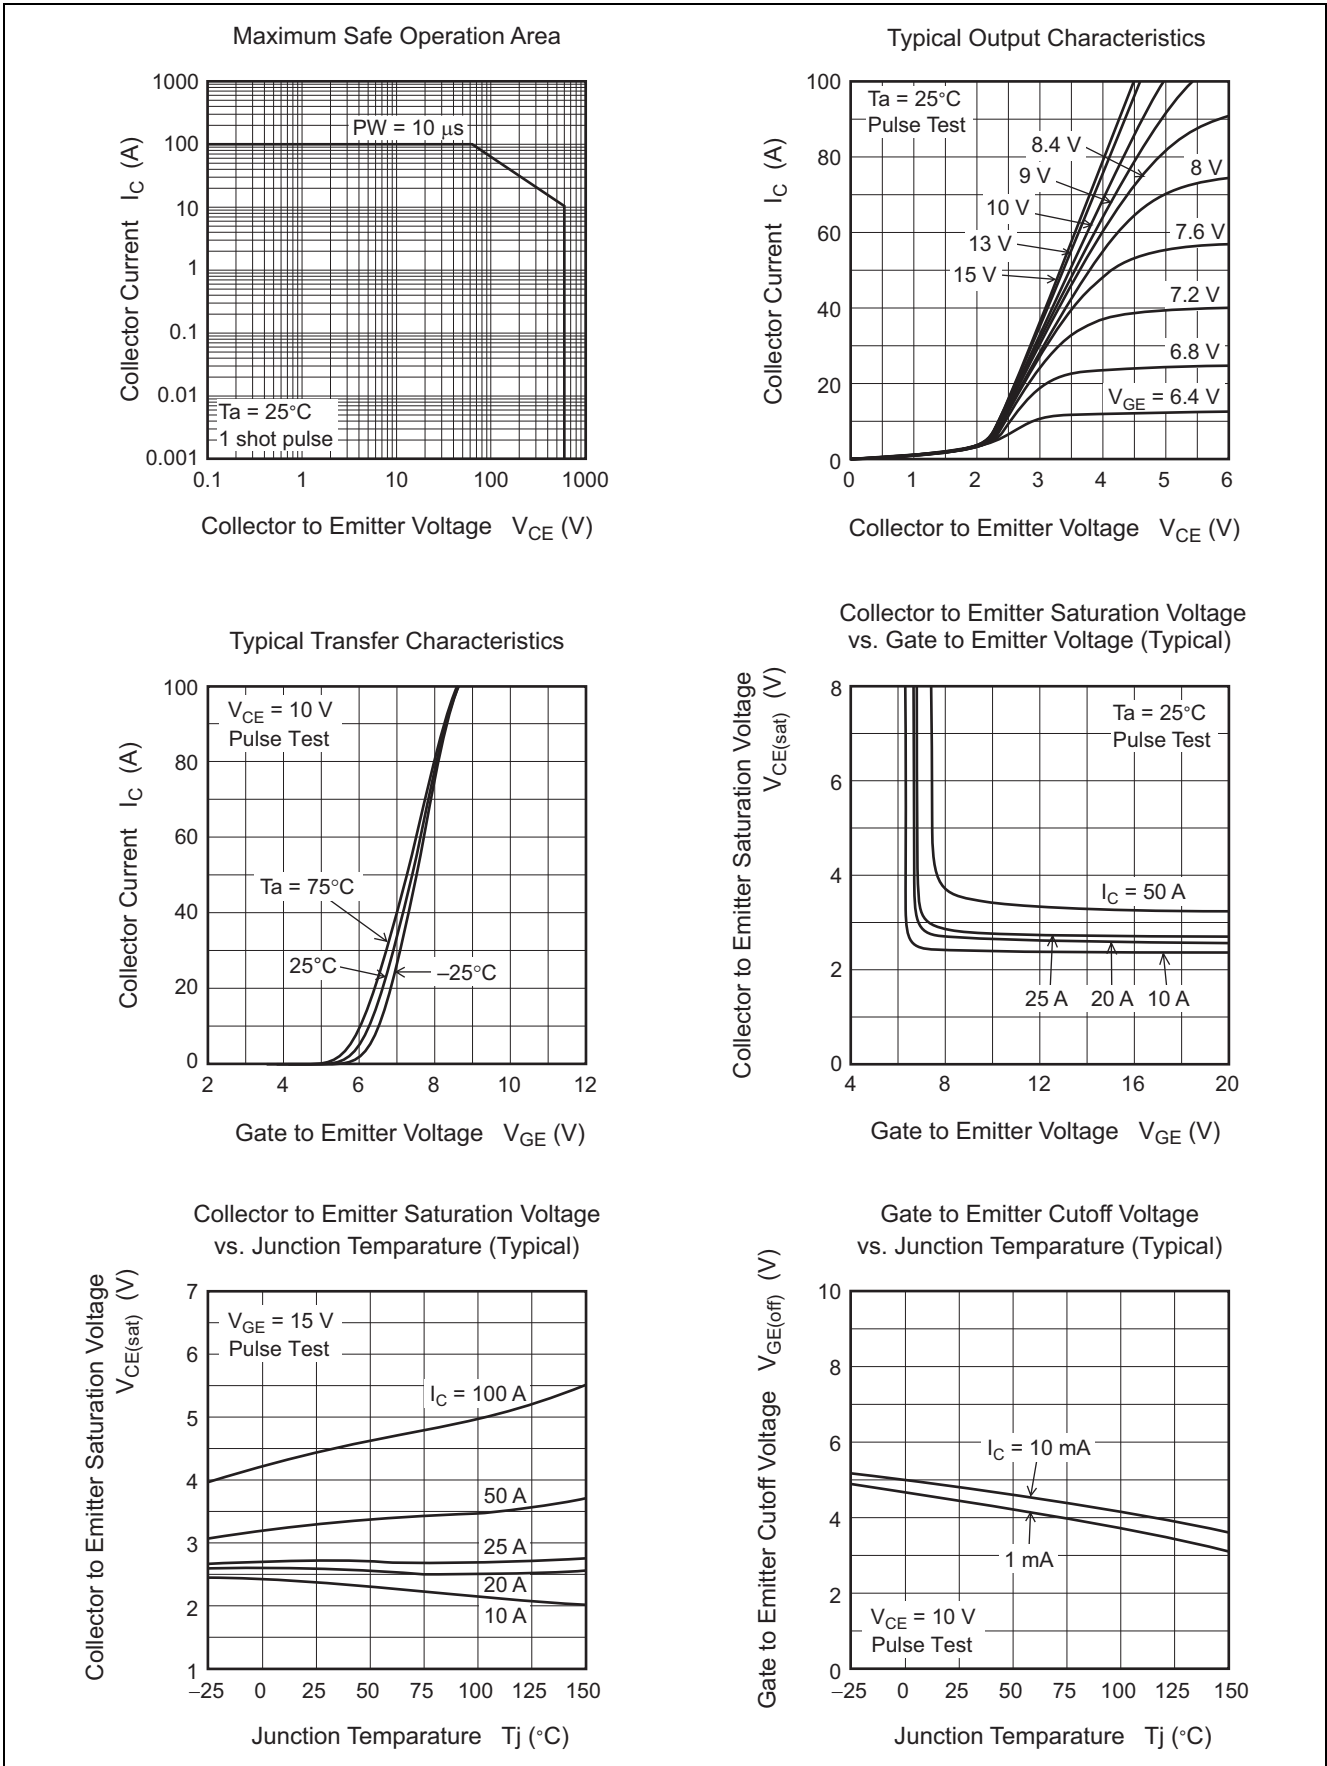 Maximum Safe Operation Area
Collector Current I_C (A)
1000
100
10
1
0.1
0.01
0.001
PW = 10 μs
Ta = 25°C
1 shot pulse
0.1 1 10 100 1000
Collector to Emitter Voltage V_CE (V)
Typical Output Characteristics
Collector Current I_C (A)
100
80
60
40
20
0
Ta = 25°C
Pulse Test
8.4 V
9 V
10 V
13 V
15 V
8 V
7.6 V
7.2 V
6.8 V
V_GE = 6.4 V
0 1 2 3 4 5 6
Collector to Emitter Voltage V_CE (V)
Typical Transfer Characteristics
Collector Current I_C (A)
100
80
60
40
20
0
V_CE = 10 V
Pulse Test
Ta = 75°C
25°C
–25°C
2 4 6 8 10 12
Gate to Emitter Voltage V_GE (V)
Collector to Emitter Saturation Voltage
vs. Gate to Emitter Voltage (Typical)
Collector to Emitter Saturation Voltage
V_CE(sat) (V)
8
6
4
2
0
Ta = 25°C
Pulse Test
I_C = 50 A
25 A 20 A 10 A
4 8 12 16 20
Gate to Emitter Voltage V_GE (V)
Collector to Emitter Saturation Voltage
vs. Junction Temparature (Typical)
Collector to Emitter Saturation Voltage
V_CE(sat) (V)
7
6
5
4
3
2
1
V_GE = 15 V
Pulse Test
I_C = 100 A
50 A
25 A
20 A
10 A
–25 0 25 50 75 100 125 150
Junction Temparature Tj (°C)
Gate to Emitter Cutoff Voltage
vs. Junction Temparature (Typical)
Gate to Emitter Cutoff Voltage V_GE(off) (V)
10
8
6
4
2
0
I_C = 10 mA
1 mA
V_CE = 10 V
Pulse Test
–25 0 25 50 75 100 125 150
Junction Temparature Tj (°C)